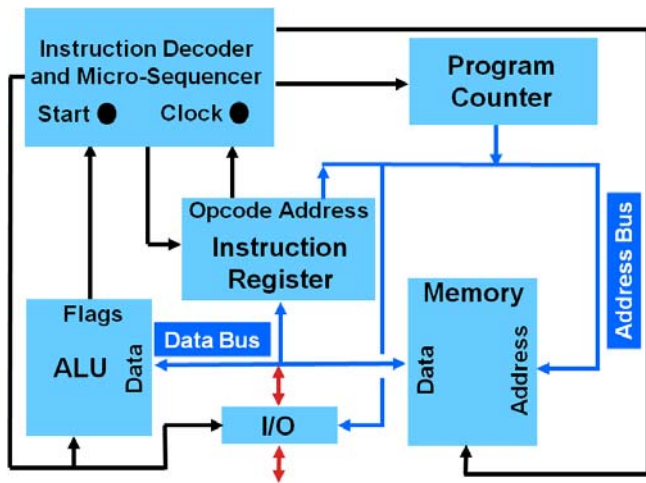 Instruction Decoder
and Micro-Sequencer
Start
Clock
Program
Counter
Opcode Address
Instruction
Register
Address Bus
Flags
ALU
Data
Data Bus
Memory
Data
Address
I/O